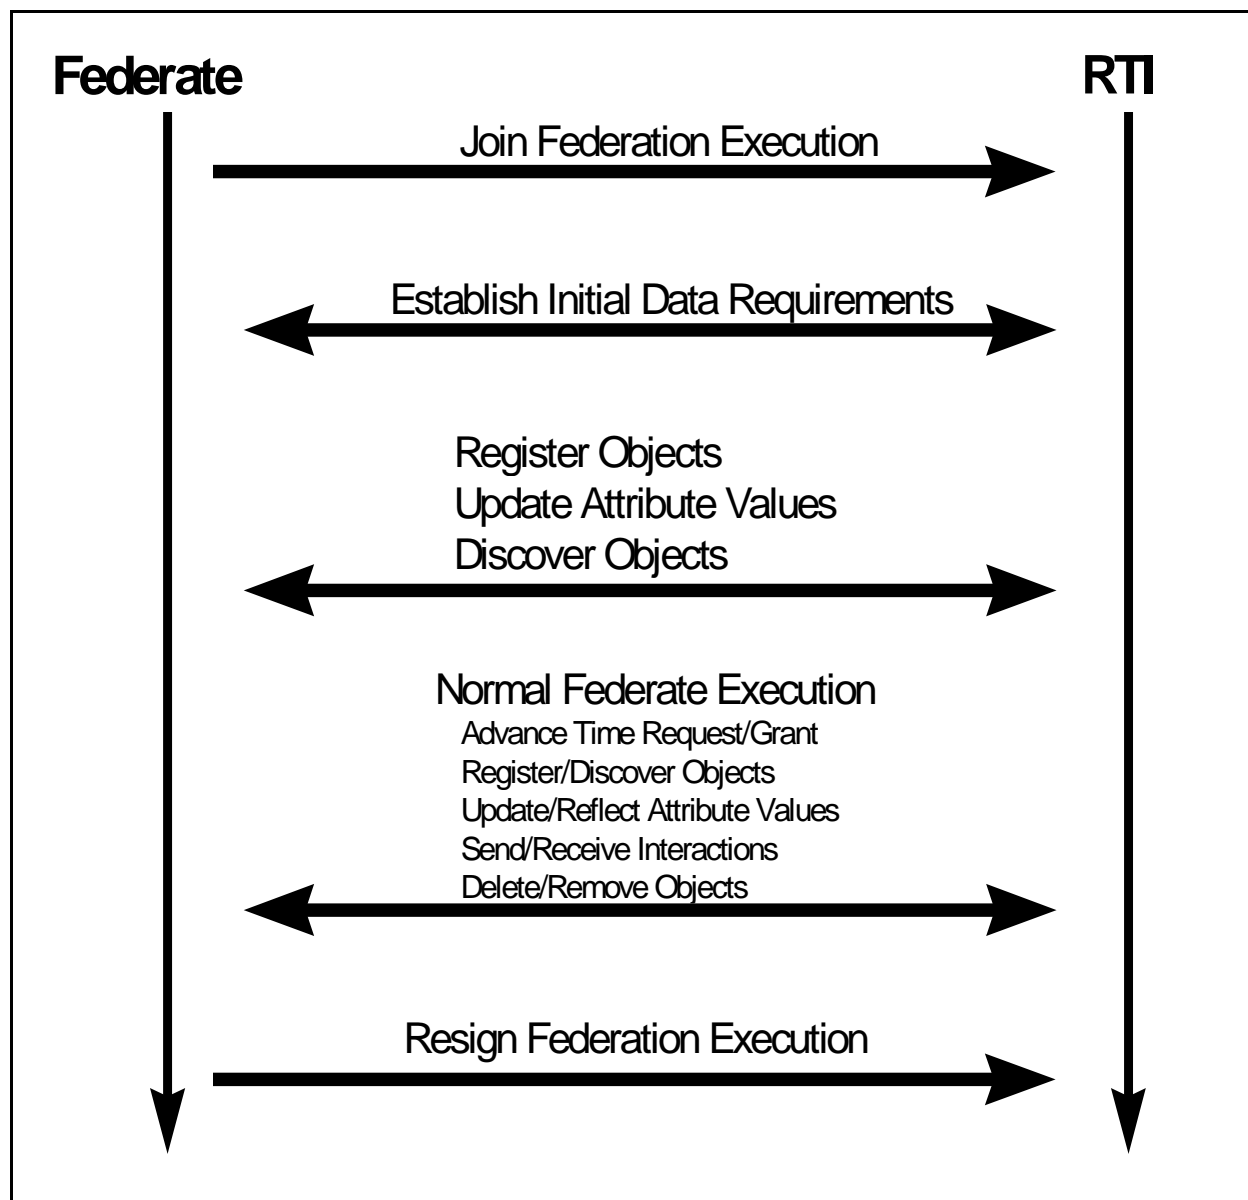 Federate
RTI
Join Federation Execution
Establish Initial Data Requirements
Register Objects
Update Attribute Values
Discover Objects
Normal Federate Execution
Advance Time Request/Grant
Register/Discover Objects
Update/Reflect Attribute Values
Send/Receive Interactions
Delete/Remove Objects
Resign Federation Execution